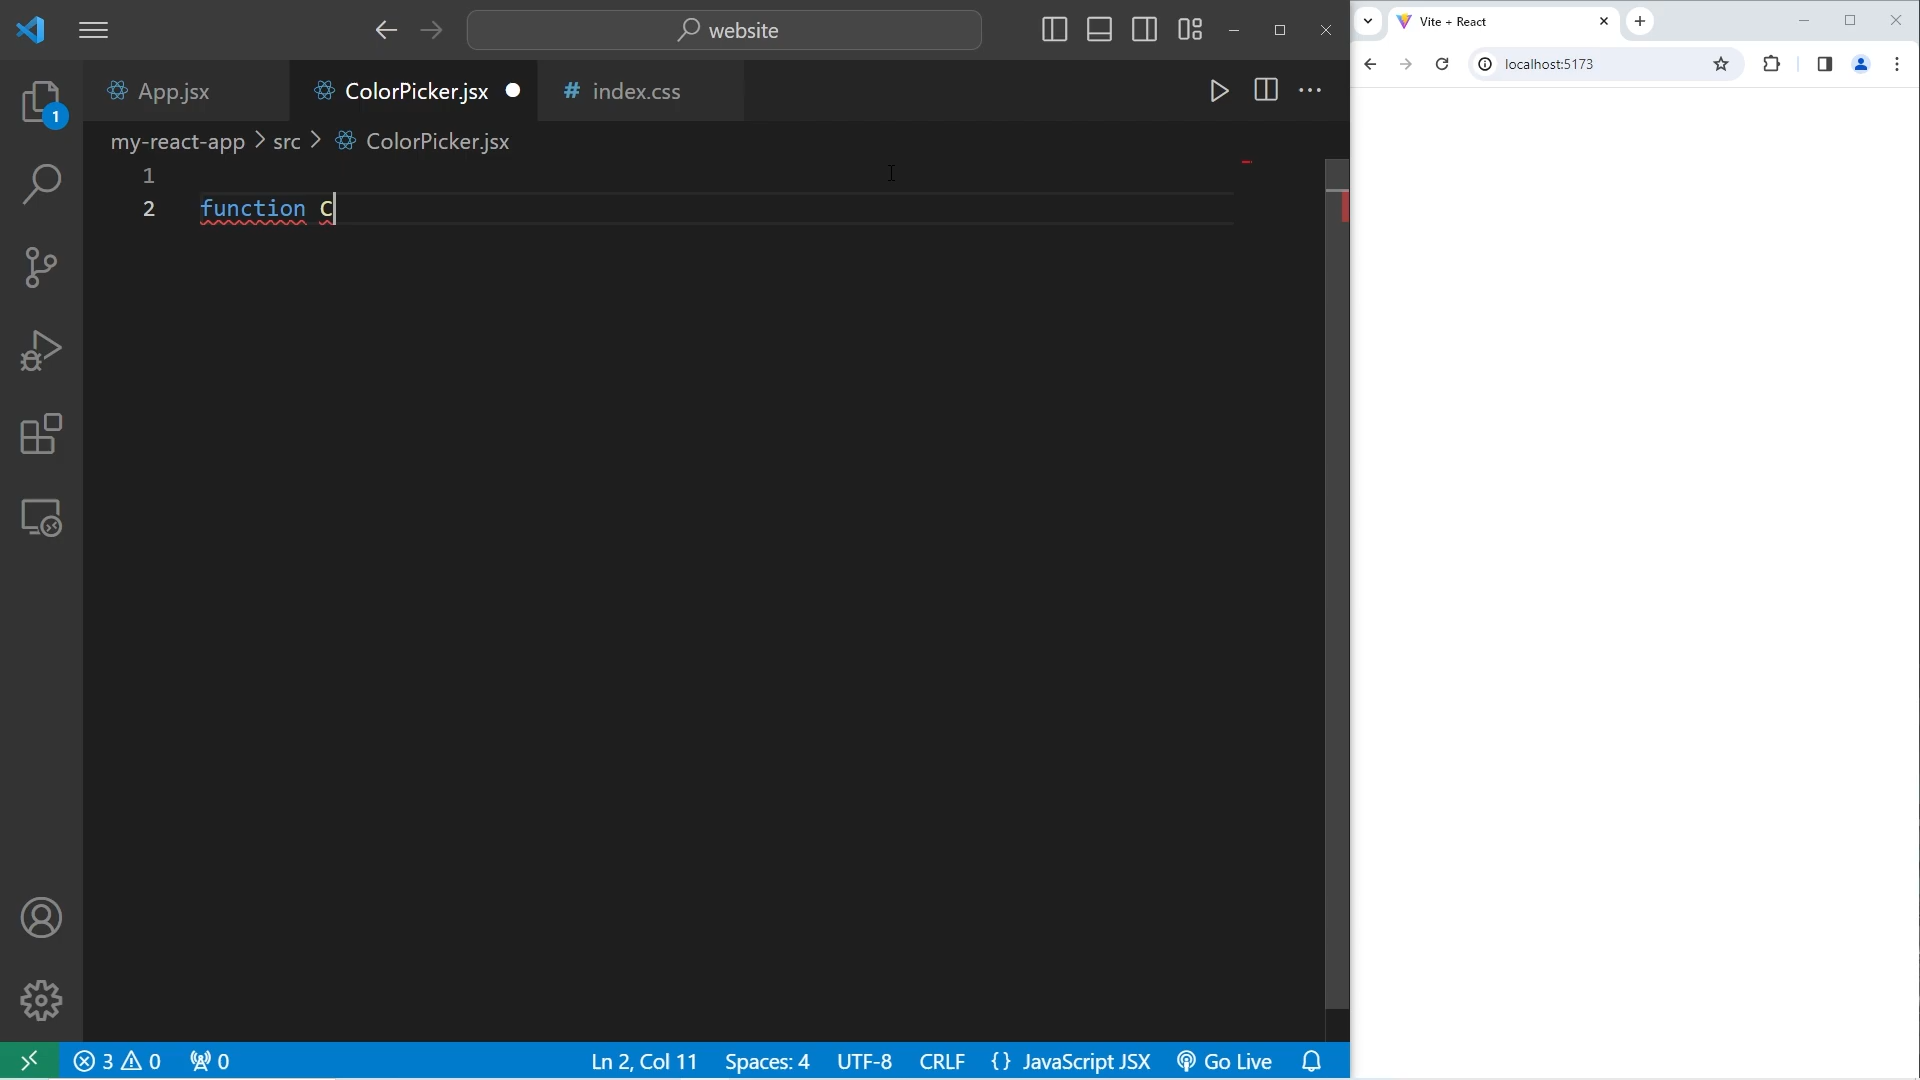 website
Vite + React
localhost:5173
App.jsx
ColorPicker.jsx
# index.css
1
my-react-app > src > ColorPicker.jsx
1
2 function C
3 0 0
Ln 2, Col 11
Spaces: 4
UTF-8
CRLF
{} JavaScript JSX
Go Live